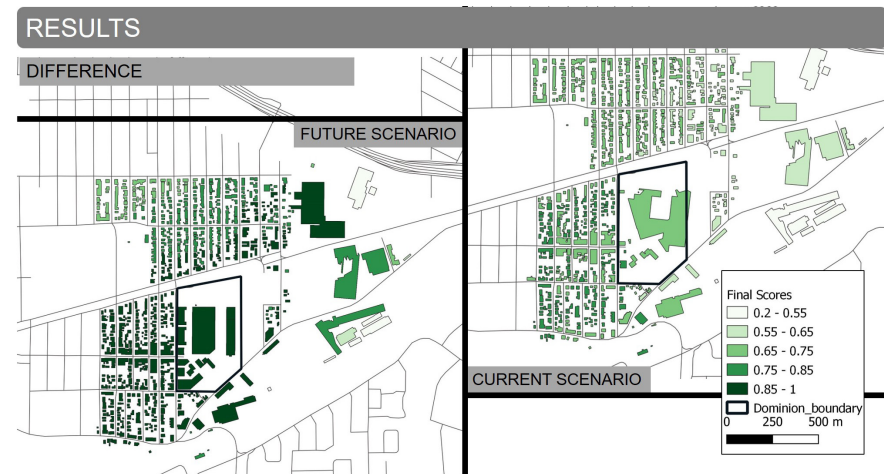 RESULTS
DIFFERENCE
FUTURE SCENARIO
CURRENT SCENARIO
Final Scores
0.2 - 0.55
0.55 - 0.65
0.65 - 0.75
0.75 - 0.85
0.85 - 1
Dominion_boundary
0 250 500 m